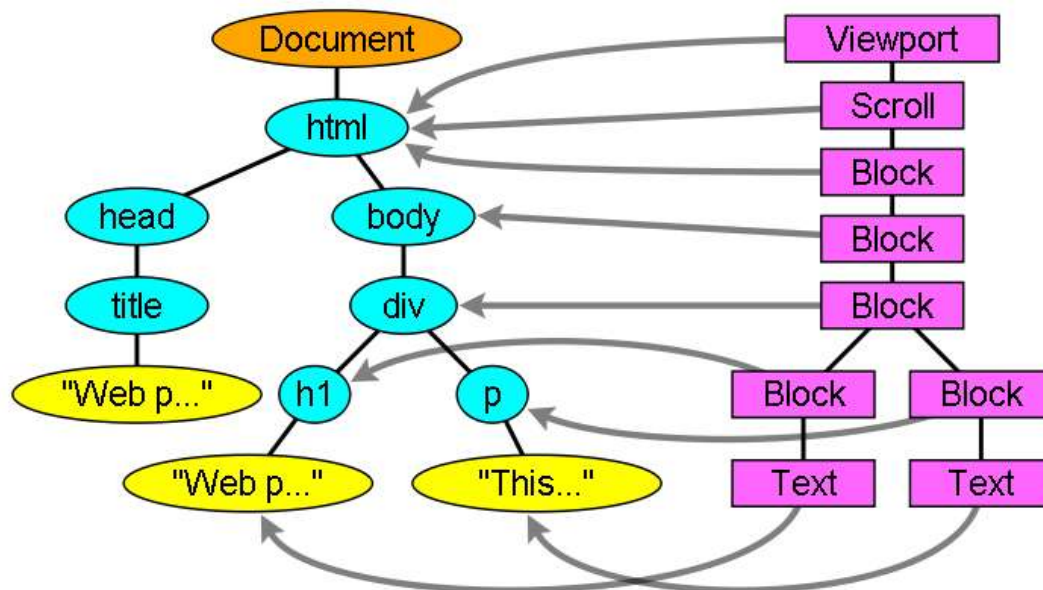 Document
Viewport
html
Scroll
Block
head
body
Block
title
div
Block
"Web p..."
h1
p
Block
Block
"Web p..."
"This..."
Text
Text